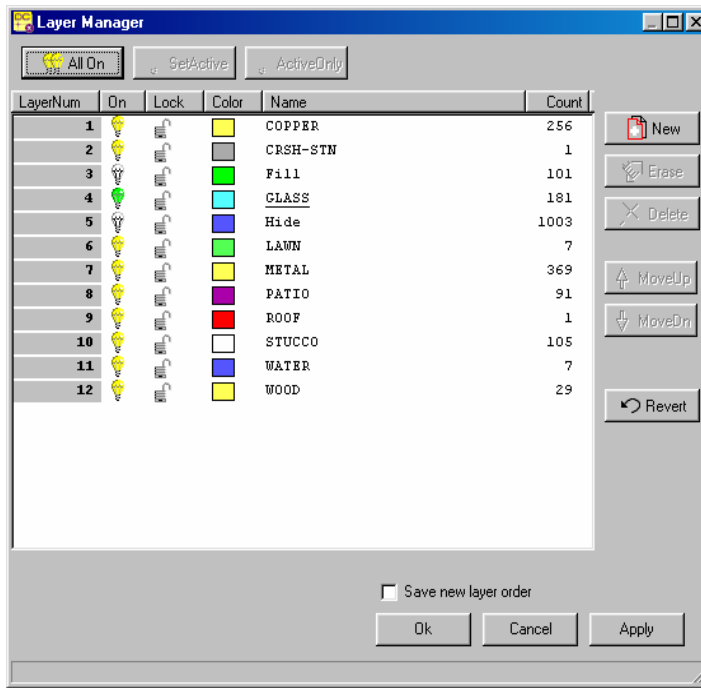 Layer Manager
All On SetActive ActiveOnly
LayerNum On Lock Color Name Count
1 COPPER 256
2 CRSH-STN 1
3 Fill 101
4 GLASS 181
5 Hide 1003
6 LAWN 7
7 METAL 369
8 PATIO 91
9 ROOF 1
10 STUCCO 105
11 WATER 7
12 WOOD 29
New
Erase
Delete
MoveUp
MoveDn
Revert
Save new layer order
Ok Cancel Apply